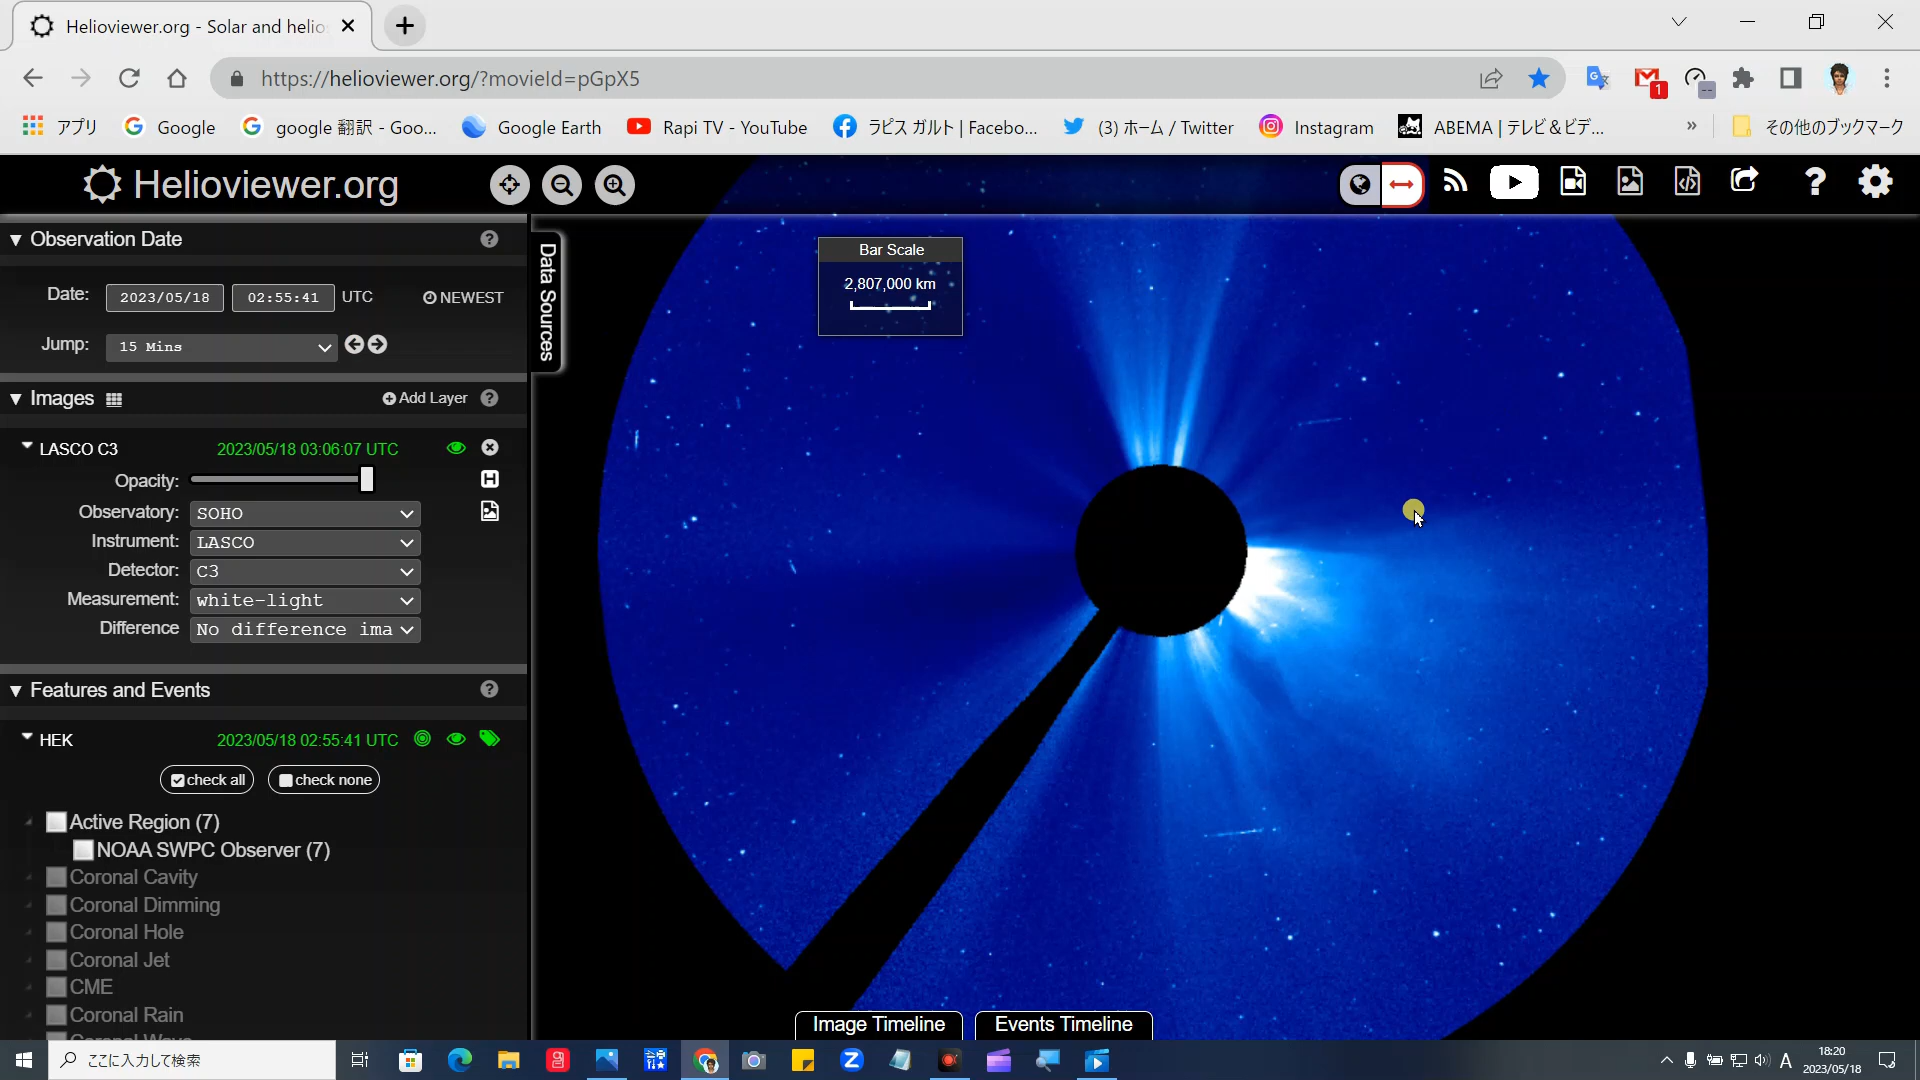 Helioviewer.org - Solar and helio
https://helioviewer.org/?movieId=pGpX5
1
アプリ
Google
google 翻訳 - Goo...
Google Earth
Rapi TV - YouTube
ラピス ガルト | Facebo...
(3) ホーム / Twitter
Instagram
ABEMA | テレビ＆ビデ...
»
その他のブックマーク
Helioviewer.org
Observation Date
Date: 2023/05/18 02:55:41 UTC NEWEST
Jump: 15 Mins
Data Sources
Bar Scale
2,807,000 km
Images Add Layer
LASCO C3 2023/05/18 03:06:07 UTC
Opacity:
Observatory: SOHO
Instrument: LASCO
Detector: C3
Measurement: white-light
Difference No difference ima
Features and Events
HEK 2023/05/18 02:55:41 UTC
check all check none
Active Region (7)
NOAA SWPC Observer (7)
Coronal Cavity
Coronal Dimming
Coronal Hole
Coronal Jet
CME
Coronal Rain
Image Timeline
Events Timeline
ここに入力して検索
A
18:20
2023/05/18